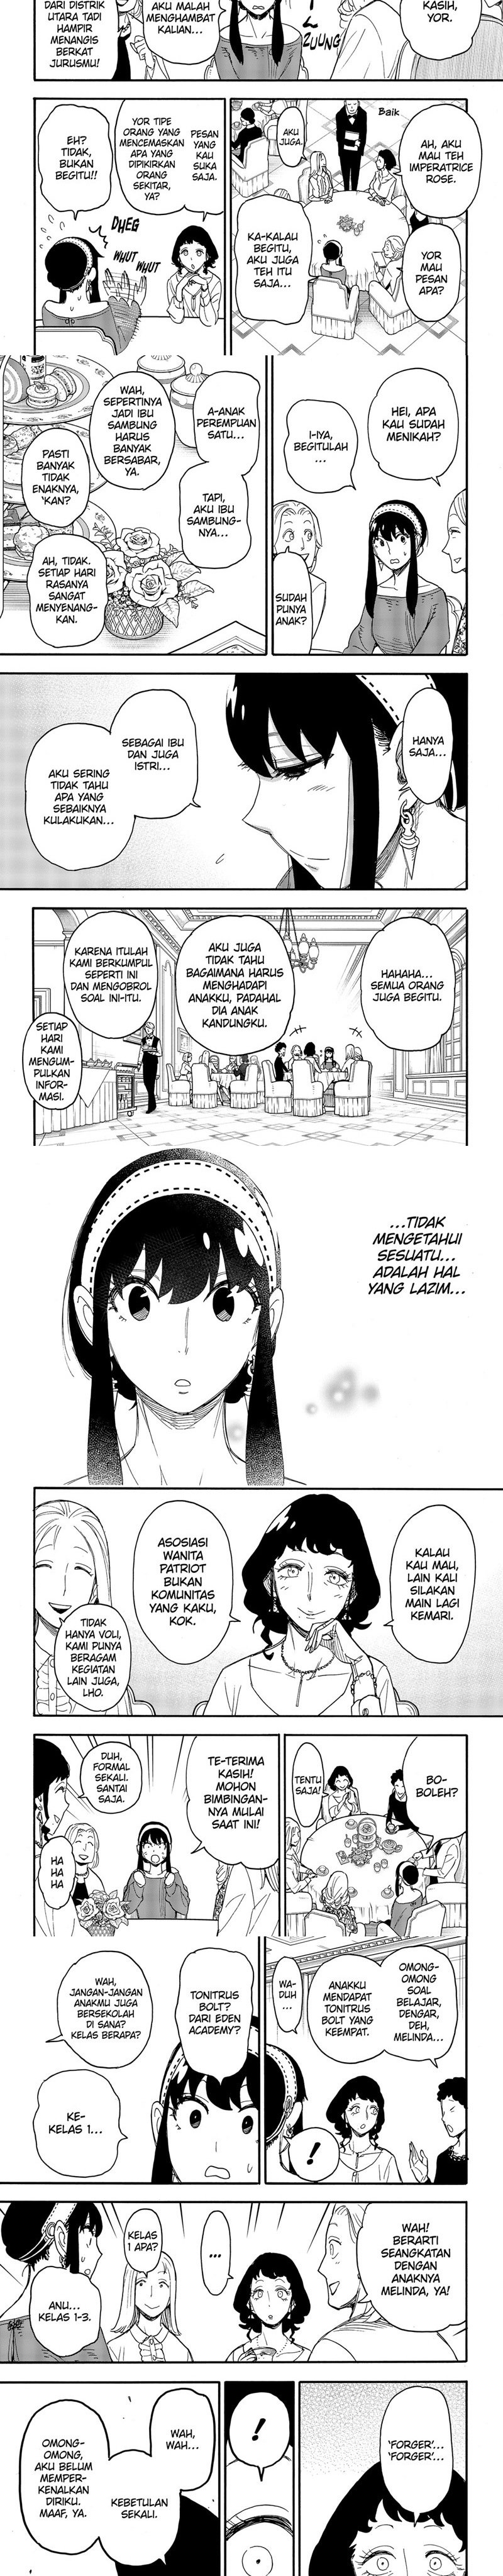 KASIH,
YOR.
AKU MALAH
MENGHAMBAT
KALIAN...
ZUUNG
DARI DISTRIK
UTARA TADI
HAMPIR
MENANGIS
BERKAT
JURUSMU!
AH, AKU
MAU TEH
IMPERATRICE
ROSE.
Baik
AKU
JUGA.
YOR
MAU
PESAN
APA?
KA-KALAU
BEGITU,
AKU JUGA
TEH ITU
SAJA...
PESAN
YANG
KAU
SUKA
SAJA.
YOR TIPE
ORANG YANG
MENCEMASKAN
APA YANG
DIPIKIRKAN
ORANG
SEKITAR,
YA?
EH?
TIDAK,
BUKAN
BEGITU!!
DHEG
WHUT
WHUT
HEI, APA
KAU SUDAH
MENIKAH?
I-IYA,
BEGITULAH
...
SUDAH
PUNYA
ANAK?
A-ANAK
PEREMPUAN
SATU...
TAPI,
AKU IBU
SAMBUNG-
NYA...
WAH,
SEPERTINYA
JADI IBU
SAMBUNG
HARUS
BANYAK
BERSABAR,
YA.
PASTI
BANYAK
TIDAK
ENAKNYA,
'KAN?
AH, TIDAK.
SETIAP HARI
RASANYA
SANGAT
MENYENANG-
KAN.
HANYA
SAJA...
SEBAGAI IBU
DAN JUGA
ISTRI...
AKU SERING
TIDAK TAHU
APA YANG
SEBAIKNYA
KULAKUKAN...
HAHAHA...
SEMUA ORANG
JUGA BEGITU.
AKU JUGA
TIDAK TAHU
BAGAIMANA HARUS
MENGHADAPI
ANAKKU, PADAHAL
DIA ANAK
KANDUNGKU.
KARENA ITULAH
KAMI BERKUMPUL
SEPERTI INI
DAN MENGOBROL
SOAL INI-ITU.
SETIAP
HARI
KAMI
MENGUM-
PULKAN
INFOR-
MASI.
...TIDAK
MENGETAHUI
SESUATU...
ADALAH HAL
YANG LAZIM...
KALAU
KAU MAU,
LAIN KALI
SILAKAN
MAIN LAGI
KEMARI.
ASOSIASI
WANITA
PATRIOT
BUKAN
KOMUNITAS
YANG KAKU,
KOK.
TIDAK
HANYA VOLI,
KAMI PUNYA
BERAGAM
KEGIATAN
LAIN JUGA,
LHO.
BO-
BOLEH?
TENTU
SAJA!
TE-TERIMA
KASIH!
MOHON
BIMBINGAN-
NYA MULAI
SAAT INI!
DUH,
FORMAL
SEKALI.
SANTAI
SAJA.
HA
HA
HA
OMONG-
OMONG
SOAL
BELAJAR,
DENGAR,
DEH,
MELINDA...
ANAKKU
MENDAPAT
TONITRUS
BOLT YANG
KEEMPAT.
WA-
DUH
...
!
TONITRUS
BOLT?
DARI EDEN
ACADEMY?
WAH,
JANGAN-JANGAN
ANAKMU JUGA
BERSEKOLAH
DI SANA?
KELAS BERAPA?
KE-
KELAS 1...
WAH!
BERARTI
SEANGKATAN
DENGAN
ANAKNYA
MELINDA, YA!
...
KELAS
1 APA?
ANU...
KELAS 1-3.
'FORGER'...
'FORGER'...
!
WAH,
WAH...
KEBETULAN
SEKALI.
OMONG-
OMONG,
AKU BELUM
MEMPER-
KENALKAN
DIRIKU.
MAAF, YA.